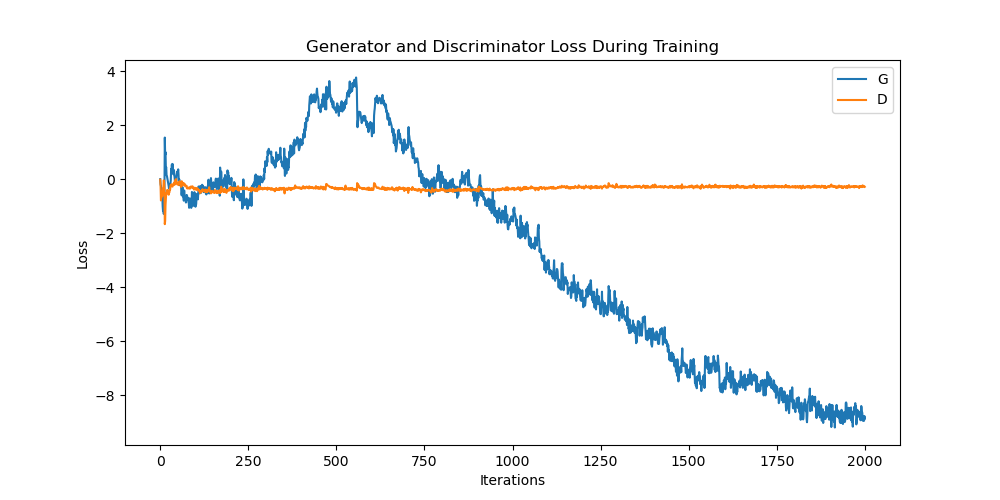 Generator and Discriminator Loss During Training
G
D
4
2
0
−2
−4
−6
−8
Loss
0 250 500 750 1000 1250 1500 1750 2000
Iterations